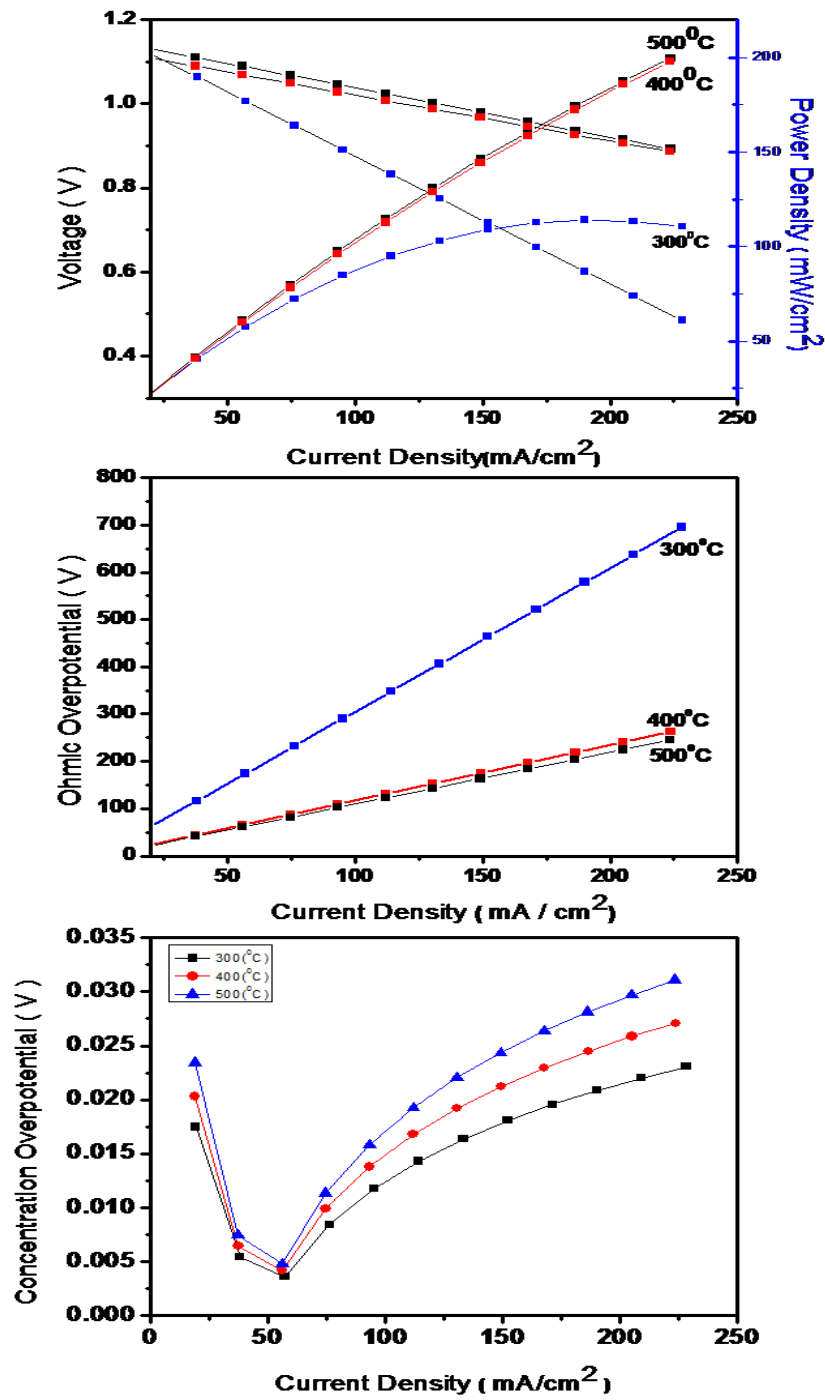 1.2
1.0
0.8
0.6
0.4
Voltage ( V )
500⁰C
400⁰C
300°C
200
150
100
50
Power Density ( mW/cm²)
50 100 150 200 250
Current Density(mA/cm²)
800
700
600
500
400
300
200
100
0
Ohmic Overpotential ( V )
300°C
400°C
500°C
50 100 150 200 250
Current Density ( mA / cm²)
0.035
0.030
0.025
0.020
0.015
0.010
0.005
0.000
Concentration Overpotential ( V )
300(⁰C)
400(⁰C)
500(⁰C)
0 50 100 150 200 250
Current Density ( mA/cm²)